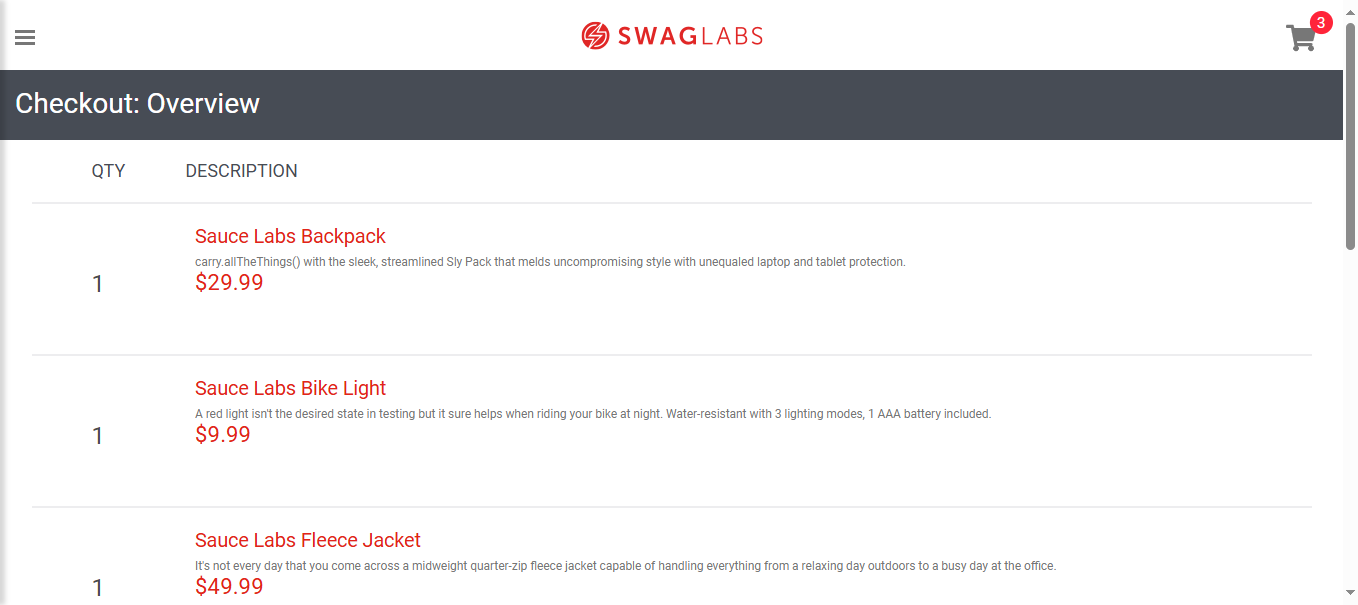 SWAGLABS
3
Checkout: Overview
QTY DESCRIPTION
Sauce Labs Backpack
carry.allTheThings() with the sleek, streamlined Sly Pack that melds uncompromising style with unequaled laptop and tablet protection.
1 $29.99
Sauce Labs Bike Light
A red light isn't the desired state in testing but it sure helps when riding your bike at night. Water-resistant with 3 lighting modes, 1 AAA battery included.
1 $9.99
Sauce Labs Fleece Jacket
It's not every day that you come across a midweight quarter-zip fleece jacket capable of handling everything from a relaxing day outdoors to a busy day at the office.
1 $49.99